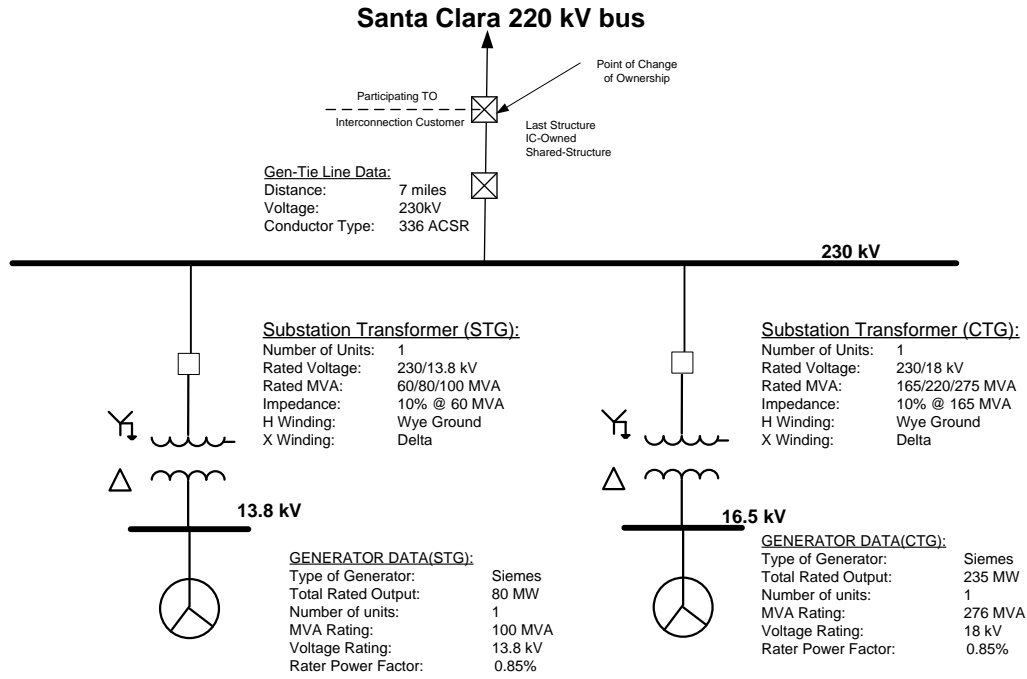 Santa Clara 220 kV bus
Point of Change
of Ownership
Participating TO
Interconnection Customer
Last Structure
IC-Owned
Shared-Structure
Gen-Tie Line Data:
Distance: 7 miles
Voltage: 230kV
Conductor Type: 336 ACSR
230 kV
Substation Transformer (STG):
Number of Units: 1
Rated Voltage: 230/13.8 kV
Rated MVA: 60/80/100 MVA
Impedance: 10% @ 60 MVA
H Winding: Wye Ground
X Winding: Delta
Substation Transformer (CTG):
Number of Units: 1
Rated Voltage: 230/18 kV
Rated MVA: 165/220/275 MVA
Impedance: 10% @ 165 MVA
H Winding: Wye Ground
X Winding: Delta
13.8 kV
16.5 kV
GENERATOR DATA(STG):
Type of Generator: Siemes
Total Rated Output: 80 MW
Number of units: 1
MVA Rating: 100 MVA
Voltage Rating: 13.8 kV
Rater Power Factor: 0.85%
GENERATOR DATA(CTG):
Type of Generator: Siemes
Total Rated Output: 235 MW
Number of units: 1
MVA Rating: 276 MVA
Voltage Rating: 18 kV
Rater Power Factor: 0.85%